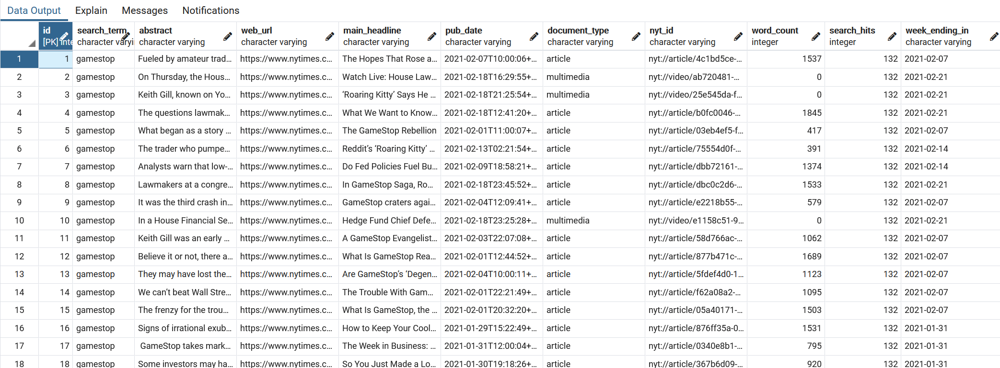 Data Output Explain Messages Notifications
id search_term abstract web_url main_headline pub_date document_type nyt_id word_count search_hits week_ending_in
[PK] inte character varyi character varying character varying character varying character varying character varying character varying integer integer character varying
1 1 gamestop Fueled by amateur trad... https://www.nytimes.c... The Hopes That Rose a... 2021-02-07T10:00:06+... article nyt://article/4c1bd5ce-... 1537 132 2021-02-07
2 2 gamestop On Thursday, the Hous... https://www.nytimes.c... Watch Live: House Law... 2021-02-18T16:29:55+... multimedia nyt://video/ab720481-... 0 132 2021-02-21
3 3 gamestop Keith Gill, known on Yo... https://www.nytimes.c... ‘Roaring Kitty’ Says He ... 2021-02-18T21:25:54+... multimedia nyt://video/25e545da-f... 0 132 2021-02-21
4 4 gamestop The questions lawmak... https://www.nytimes.c... What We Want to Know... 2021-02-18T12:41:20+... article nyt://article/b0fc0046-... 1845 132 2021-02-21
5 5 gamestop What began as a story ... https://www.nytimes.c... The GameStop Rebellion 2021-02-01T11:00:07+... article nyt://article/03eb4ef5-f... 417 132 2021-02-07
6 6 gamestop The trader who pumpe... https://www.nytimes.c... Reddit’s ‘Roaring Kitty’ ... 2021-02-13T02:21:54+... article nyt://article/75554d0f-... 391 132 2021-02-14
7 7 gamestop Analysts warn that low-... https://www.nytimes.c... Do Fed Policies Fuel Bu... 2021-02-09T18:58:21+... article nyt://article/dbb72161-... 1374 132 2021-02-14
8 8 gamestop Lawmakers at a congre... https://www.nytimes.c... In GameStop Saga, Ro... 2021-02-18T23:45:52+... article nyt://article/dbc0c2d6-... 1533 132 2021-02-21
9 9 gamestop It was the third crash in... https://www.nytimes.c... GameStop craters agai... 2021-02-04T12:09:41+... article nyt://article/e2218b55-... 579 132 2021-02-07
10 10 gamestop In a House Financial Se... https://www.nytimes.c... Hedge Fund Chief Defe... 2021-02-18T23:25:28+... multimedia nyt://video/e1158c51-9... 0 132 2021-02-21
11 11 gamestop Keith Gill was an early ... https://www.nytimes.c... A GameStop Evangelist... 2021-02-03T22:07:08+... article nyt://article/58d766ac-... 1062 132 2021-02-07
12 12 gamestop Believe it or not, there a... https://www.nytimes.c... What Is GameStop Rea... 2021-02-01T12:44:52+... article nyt://article/877b471c-... 1689 132 2021-02-07
13 13 gamestop They may have lost the... https://www.nytimes.c... Are GameStop’s ‘Degen... 2021-02-04T10:00:11+... article nyt://article/5fdef4d0-1... 1123 132 2021-02-07
14 14 gamestop We can’t beat Wall Stre... https://www.nytimes.c... The Trouble With Gam... 2021-02-01T22:21:49+... article nyt://article/f62a08a2-... 1095 132 2021-02-07
15 15 gamestop The frenzy for the trou... https://www.nytimes.c... What Is GameStop, the ... 2021-02-01T20:32:20+... article nyt://article/05a40171-... 1503 132 2021-02-07
16 16 gamestop Signs of irrational exub... https://www.nytimes.c... How to Keep Your Cool... 2021-01-29T15:22:49+... article nyt://article/876ff35a-0... 1531 132 2021-01-31
17 17 gamestop GameStop takes mark... https://www.nytimes.c... The Week in Business: ... 2021-01-31T12:00:04+... article nyt://article/0340e8b1-... 795 132 2021-01-31
18 18 gamestop Some investors may ha... https://www.nytimes.c... So You Just Made a Lo... 2021-01-30T19:18:26+... article nyt://article/367b6d09-... 920 132 2021-01-31